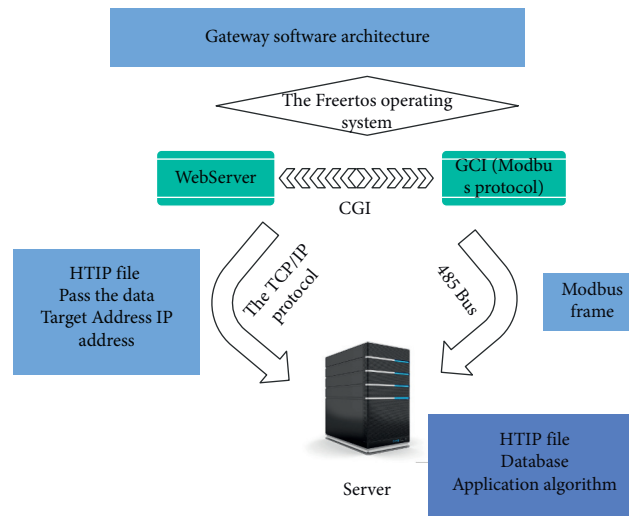 Gateway software architecture
The Freertos operating
system
WebServer
GCI (Modbu
s protocol)
CGI
HTIP file
Pass the data
Target Address IP
address
The TCP/IP
protocol
485 Bus
Modbus
frame
Server
HTIP file
Database
Application algorithm